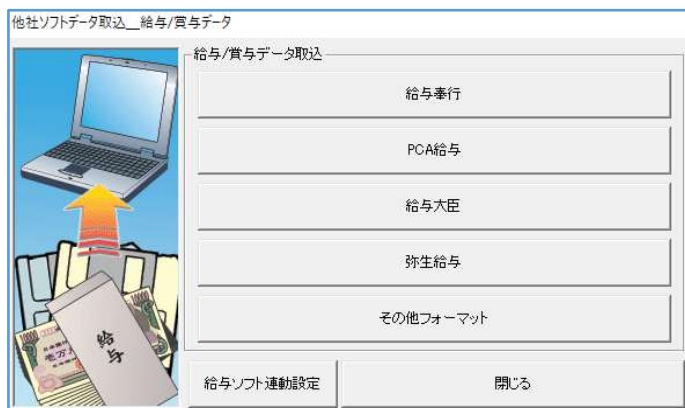 他社ソフトデータ取込__給与/賞与データ
給与/賞与データ取込
給与奉行
PCA給与
給与大臣
弥生給与
その他フォーマット
給与
給与ソフト連動設定
閉じる